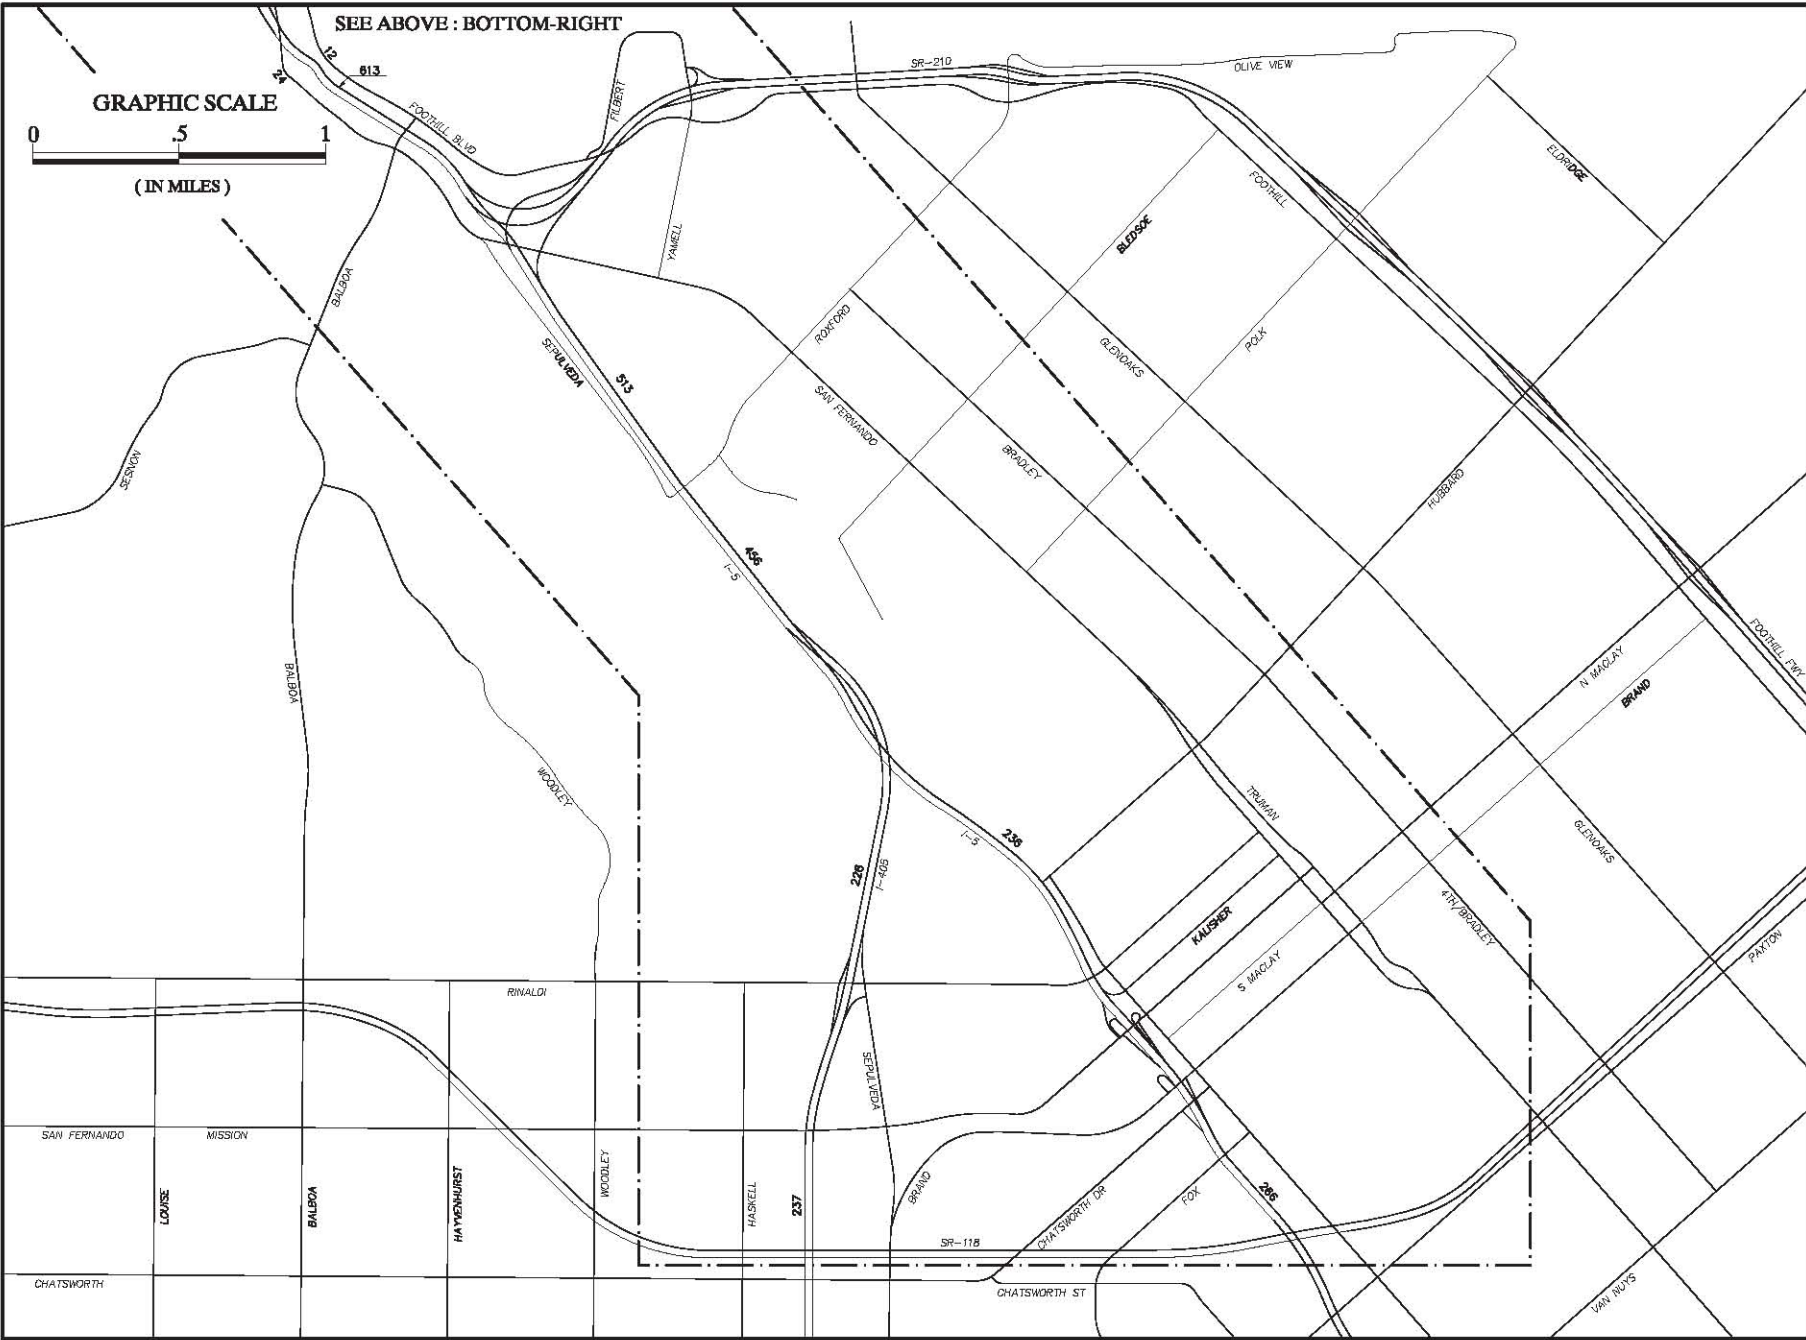 SEE ABOVE : BOTTOM-RIGHT
12
24
613
GRAPHIC SCALE
0 .5 1
( IN MILES )
FOOTHILL BLVD
FILBERT
SR-210
OLIVE VIEW
ELDRIDGE
FOOTHILL
BLEDSOE
YARNELL
BALBOA
ROXFORD
POLK
GLENOAKS
SEPULVEDA
513
SAN FERNANDO
BRADLEY
SESNON
HUBBARD
456
I-5
FOOTHILL FWY
N MACLAY
BRAND
BALBOA
WOODLEY
TRUMAN
236
I-5
GLENOAKS
226
I-405
KALISHER
4TH/BRADLEY
PAXTON
S MACLAY
RINALDI
SEPULVEDA
SAN FERNANDO
MISSION
LOUISE
BALBOA
HAYVENHURST
WOODLEY
HASKELL
237
BRAND
CHATSWORTH DR
FOX
266
SR-118
CHATSWORTH
CHATSWORTH ST
VAN NUYS